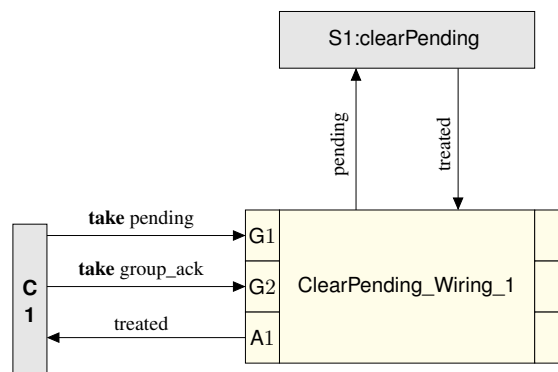 S1:clearPending
pending
treated
take pending
G1
C
1
take group_ack
G2
ClearPending_Wiring_1
treated
A1